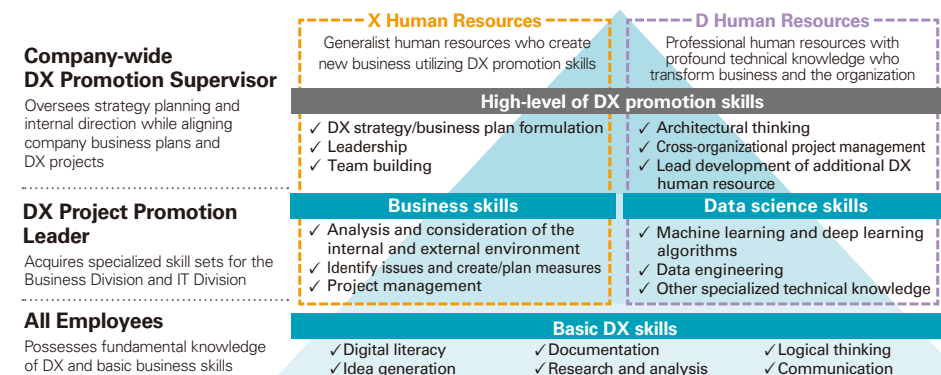 X Human Resources
Generalist human resources who create
new business utilizing DX promotion skills
D Human Resources
Professional human resources with
profound technical knowledge who
transform business and the organization
Company-wide
DX Promotion Supervisor
Oversees strategy planning and
internal direction while aligning
company business plans and
DX projects
High-level of DX promotion skills
✓ DX strategy/business plan formulation
✓ Leadership
✓ Team building
✓ Architectural thinking
✓ Cross-organizational project management
✓ Lead development of additional DX
human resource
DX Project Promotion
Leader
Acquires specialized skill sets for the
Business Division and IT Division
Business skills
✓ Analysis and consideration of the
internal and external environment
✓ Identify issues and create/plan measures
✓ Project management
Data science skills
✓ Machine learning and deep learning
algorithms
✓ Data engineering
✓ Other specialized technical knowledge
All Employees
Possesses fundamental knowledge
of DX and basic business skills
Basic DX skills
✓Digital literacy
✓Documentation
✓Logical thinking
✓Idea generation
✓Research and analysis
✓Communication